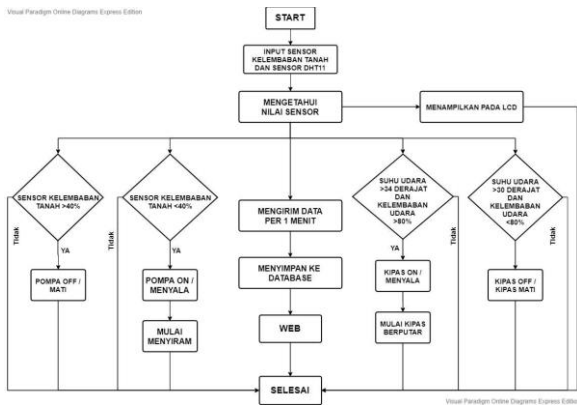 Visual Paradigm Online Diagrams Express Edition
START
INPUT SENSOR
KELEMBABAN TANAH
DAN SENSOR DHT11
MENGETAHUI
NILAI SENSOR
MENAMPILKAN PADA LCD
SENSOR KELEMBABAN
TANAH >40%
Tidak
YA
POMPA OFF /
MATI
SENSOR KELEMBABAN
TANAH <40%
Tidak
YA
POMPA ON /
MENYALA
MULAI
MENYIRAM
MENGIRIM DATA
PER 1 MENIT
MENYIMPAN KE
DATABASE
WEB
SUHU UDARA
>34 DERAJAT
DAN
KELEMBABAN
UDARA
>80%
Tidak
YA
KIPAS ON /
MENYALA
MULAI KIPAS
BERPUTAR
SUHU UDARA
>30 DERAJAT
DAN
KELEMBABAN
UDARA
<80%
Tidak
KIPAS OFF /
KIPAS MATI
SELESAI
Visual Paradigm Online Diagrams Express Edition